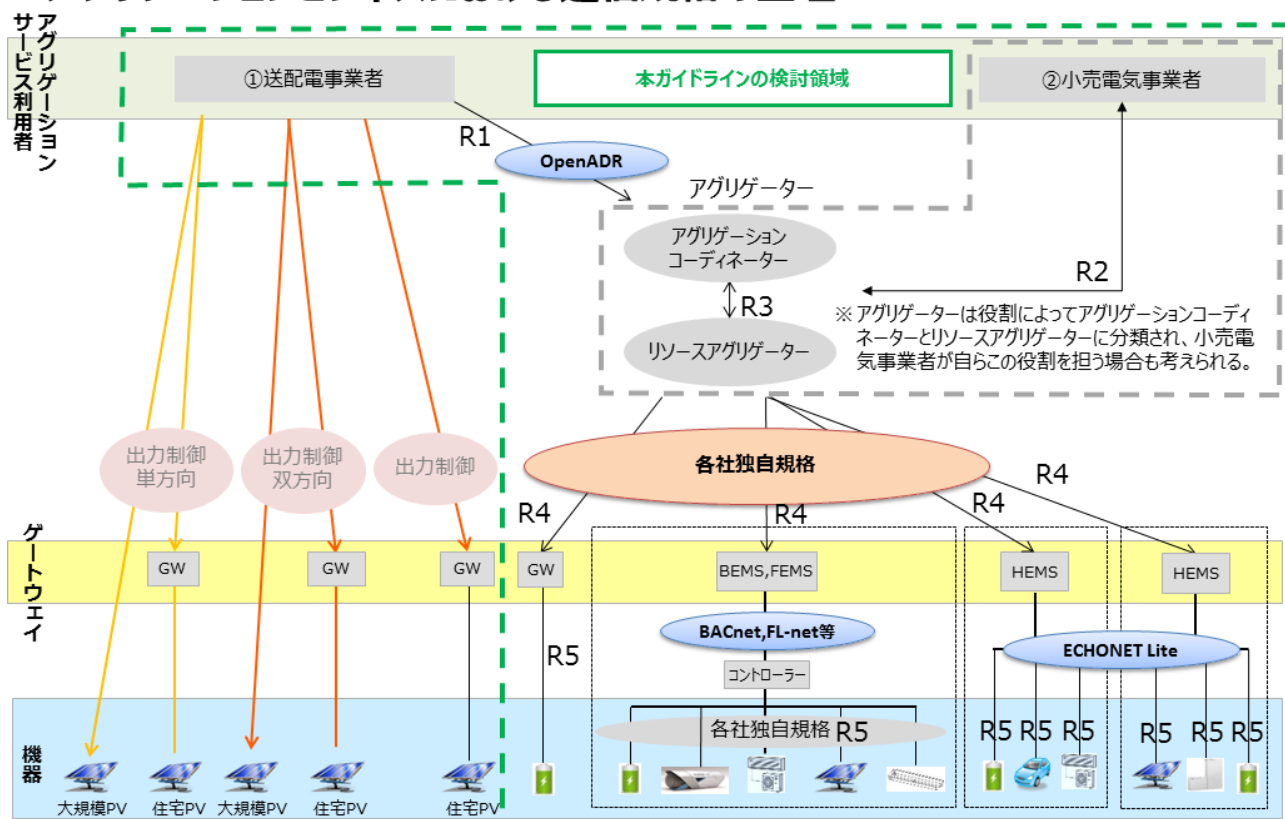 アグリゲーション
サービス利用者
①送配電事業者
本ガイドラインの検討領域
②小売電気事業者
R1
OpenADR
アグリゲーター
アグリゲーション
コーディネーター
R2
R3
リソースアグリゲーター
※アグリゲーターは役割によってアグリゲーションコーディ
ネーターとリソースアグリゲーターに分類され、小売電
気事業者が自らこの役割を担う場合も考えられる。
出力制御
単方向
出力制御
双方向
出力制御
各社独自規格
R4
R4
R4
R4
ゲートウェイ
GW
GW
GW
GW
BEMS,FEMS
HEMS
HEMS
BACnet,FL-net等
ECHONET Lite
R5
コントローラー
機器
各社独自規格
R5
R5
R5
R5
R5
R5
R5
大規模PV
住宅PV
大規模PV
住宅PV
住宅PV